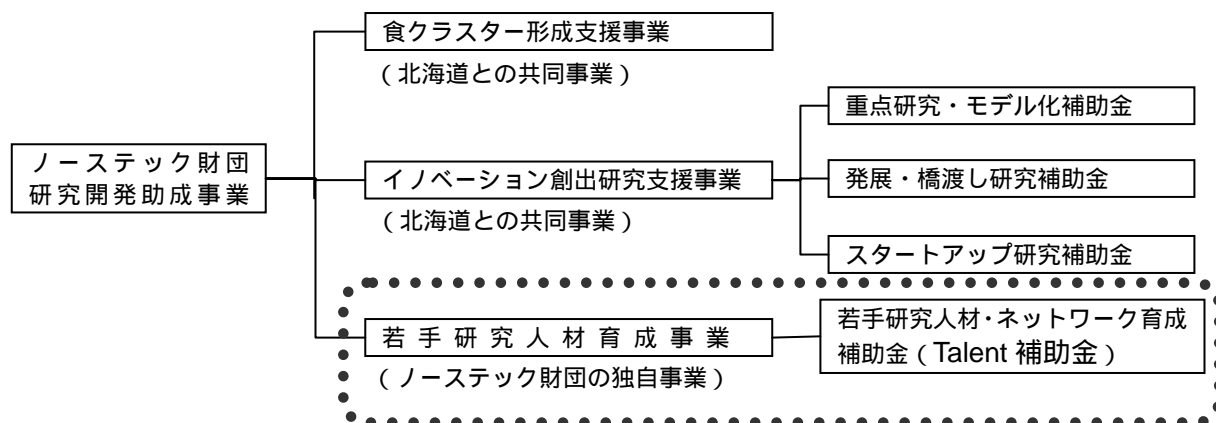 食クラスター形成支援事業
(北海道との共同事業)
重点研究・モデル化補助金
ノーステック財団
研究開発助成事業
イノベーション創出研究支援事業
(北海道との共同事業)
発展・橋渡し研究補助金
スタートアップ研究補助金
若手研究人材育成事業
(ノーステック財団の独自事業)
若手研究人材・ネットワーク育成
補助金(Talent 補助金)